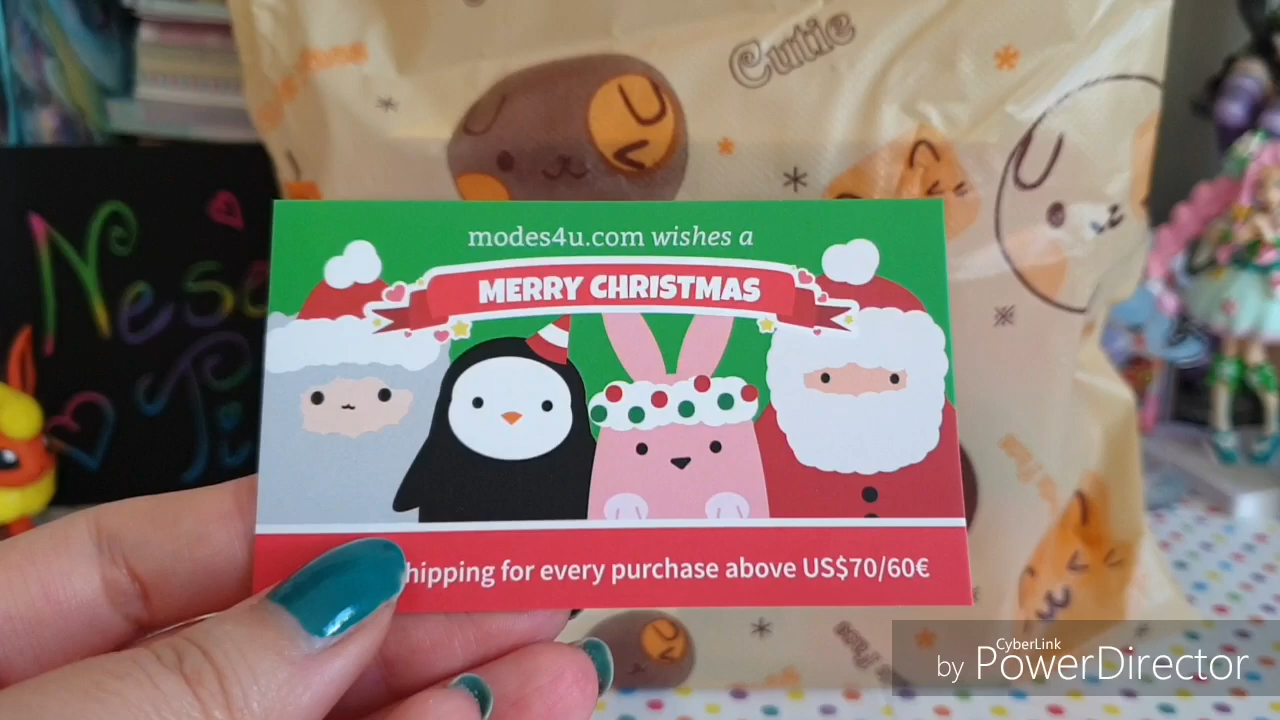 Cutie
modes4u.com wishes a
MERRY CHRISTMAS
hipping for every purchase above US$70/60€
CyberLink
by PowerDirector